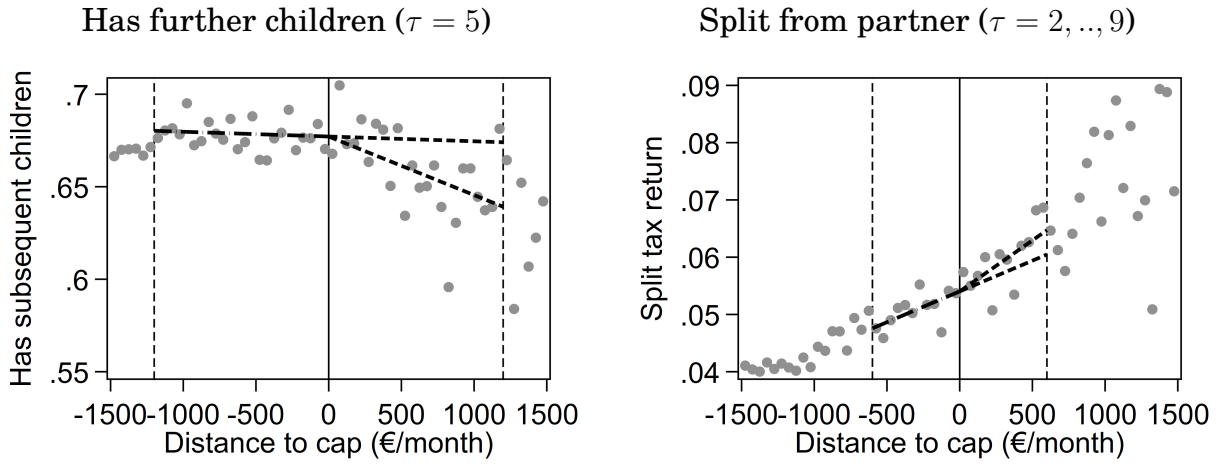 Has further children (τ = 5)
Has subsequent children
.7
.65
.6
.55
-1500 -1000 -500 0 500 1000 1500
Distance to cap (€/month)
Split from partner (τ = 2, .., 9)
Split tax return
.09
.08
.07
.06
.05
.04
-1500 -1000 -500 0 500 1000 1500
Distance to cap (€/month)